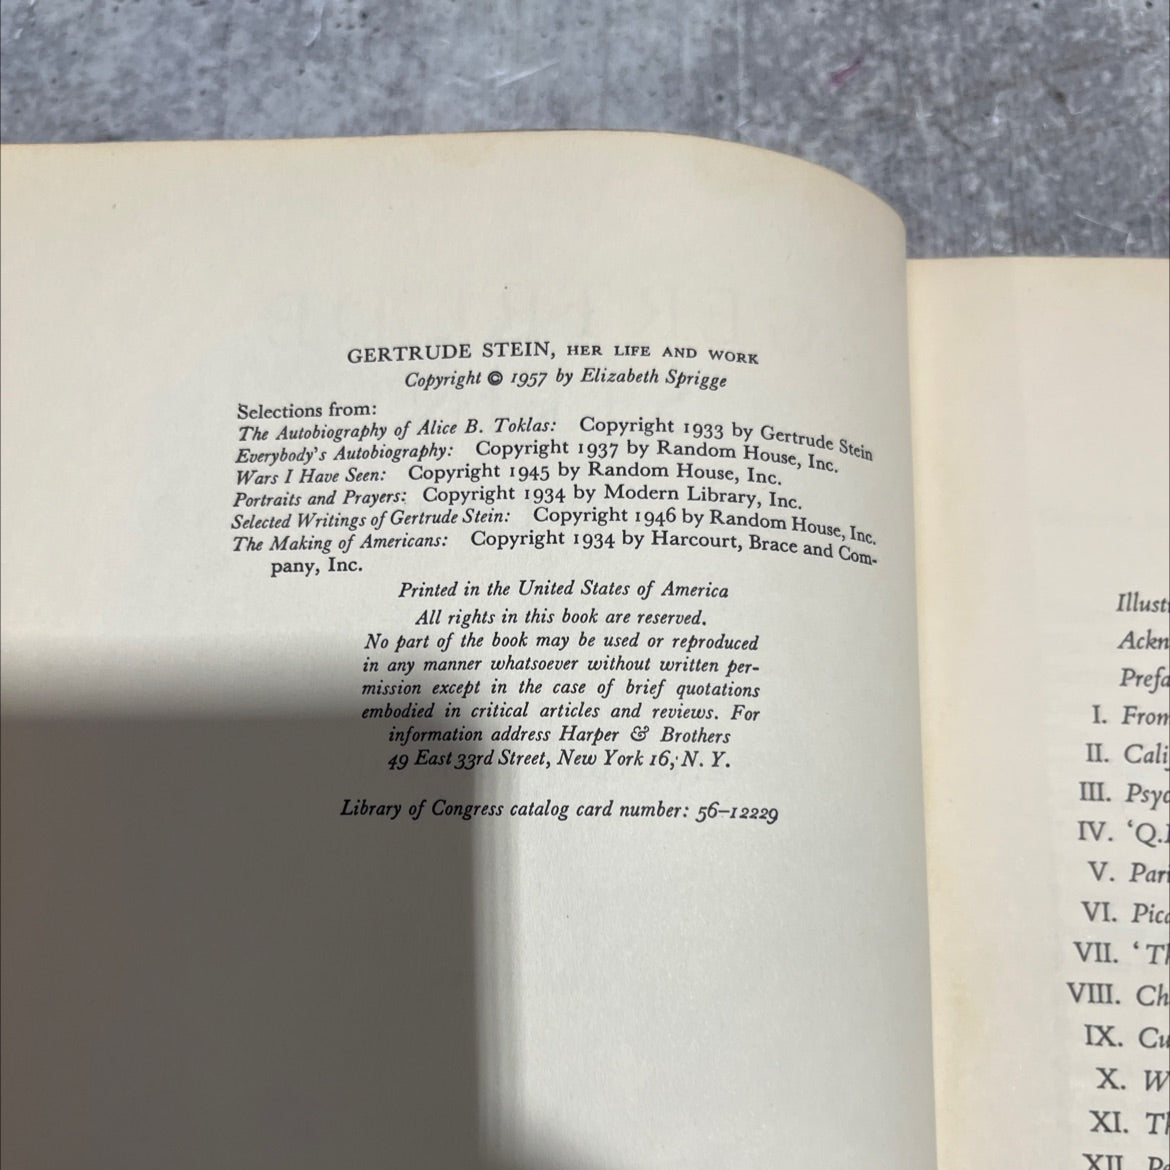 GERTRUDE STEIN, HER LIFE AND WORK
Copyright © 1957 by Elizabeth Sprigge
Selections from:
The Autobiography of Alice B. Toklas: Copyright 1933 by Gertrude Stein
Everybody's Autobiography: Copyright 1937 by Random House, Inc.
Wars I Have Seen: Copyright 1945 by Random House, Inc.
Portraits and Prayers: Copyright 1934 by Modern Library, Inc.
Selected Writings of Gertrude Stein: Copyright 1946 by Random House, Inc.
The Making of Americans: Copyright 1934 by Harcourt, Brace and Com-
pany, Inc.
Printed in the United States of America
All rights in this book are reserved.
No part of the book may be used or reproduced
in any manner whatsoever without written per-
mission except in the case of brief quotations
embodied in critical articles and reviews. For
information address Harper & Brothers
49 East 33rd Street, New York 16, N. Y.
Library of Congress catalog card number: 56-12229
I.
II.
III.
IV.
V.
VI.
VII.
VIII.
IX.
X.
XI.
XII.